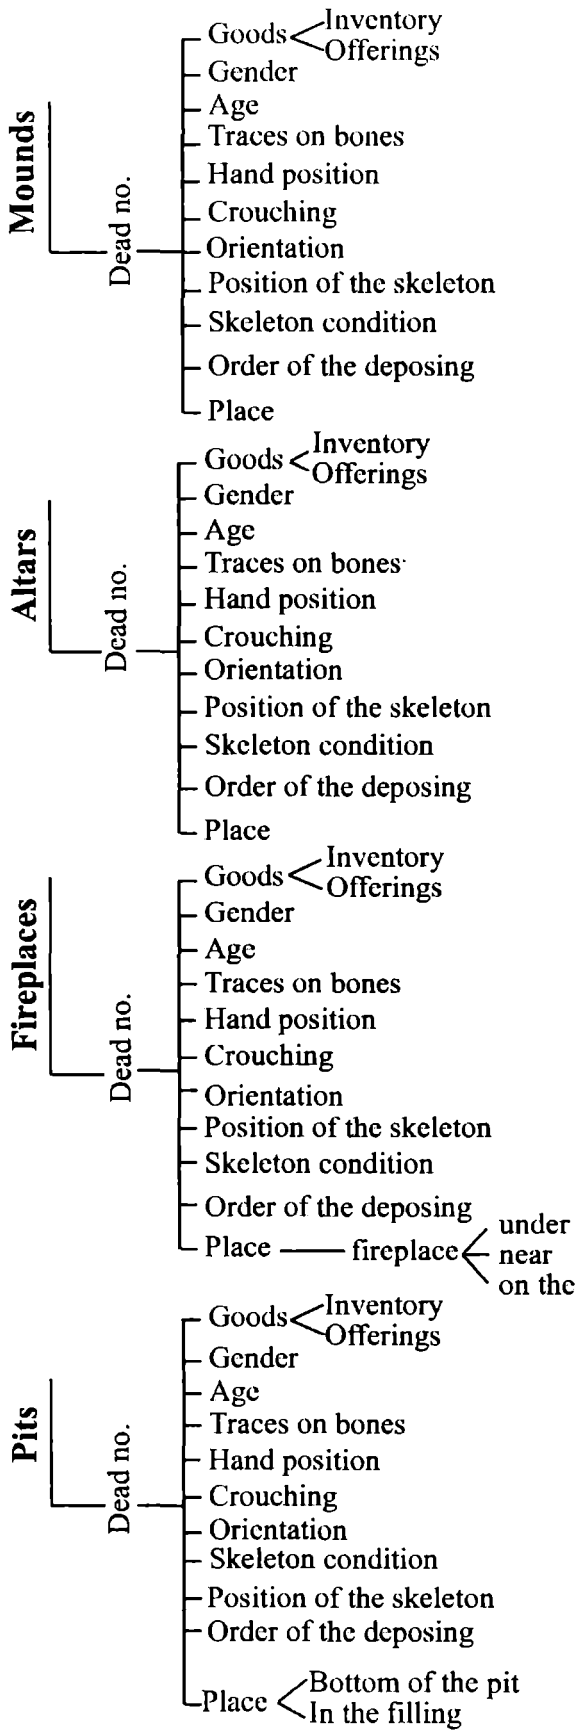 Mounds
Dead no.
Goods
Inventory
Offerings
Gender
Age
Traces on bones
Hand position
Crouching
Orientation
Position of the skeleton
Skeleton condition
Order of the deposing
Place
Altars
Dead no.
Goods
Inventory
Offerings
Gender
Age
Traces on bones
Hand position
Crouching
Orientation
Position of the skeleton
Skeleton condition
Order of the deposing
Place
Fireplaces
Dead no.
Goods
Inventory
Offerings
Gender
Age
Traces on bones
Hand position
Crouching
Orientation
Position of the skeleton
Skeleton condition
Order of the deposing
Place
fireplace
under
near
on the
Pits
Dead no.
Goods
Inventory
Offerings
Gender
Age
Traces on bones
Hand position
Crouching
Orientation
Skeleton condition
Position of the skeleton
Order of the deposing
Place
Bottom of the pit
In the filling